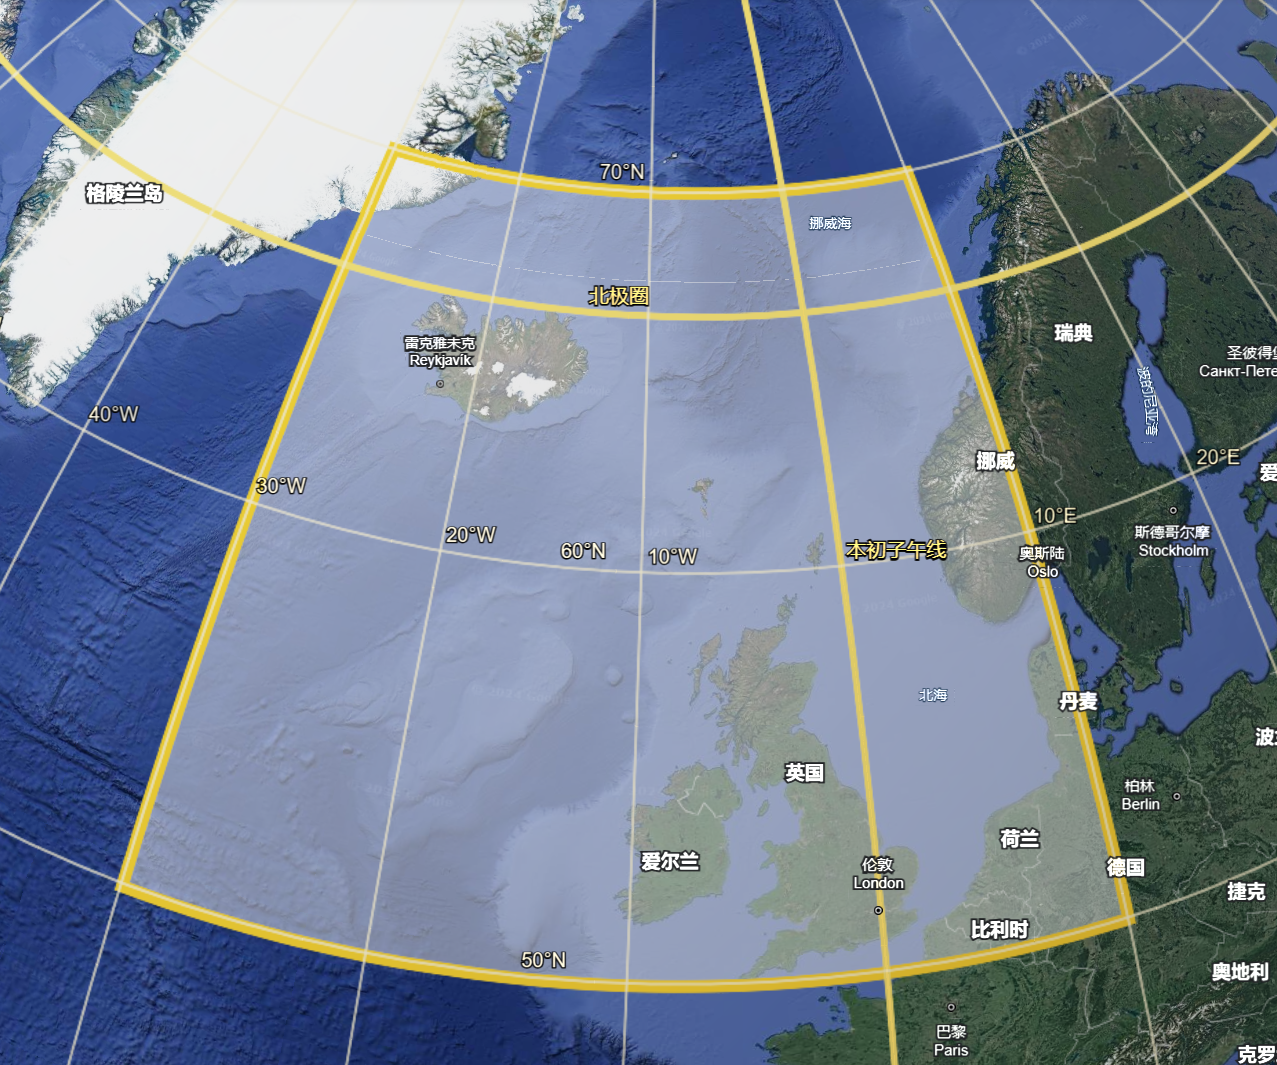 70°N
格陵兰岛
挪威海
北极圈
雷克雅未克
Reykjavík
瑞典
圣彼得堡
Санкт-Пете
40°W
波的尼亚湾
挪威
20°E
爱
30°W
10°E
20°W
60°N
10°W
本初子午线
斯德哥尔摩
Stockholm
奥斯陆
Oslo
北海
丹麦
波兰
英国
柏林
Berlin
荷兰
爱尔兰
伦敦
London
德国
捷克
比利时
50°N
奥地利
巴黎
Paris
克罗